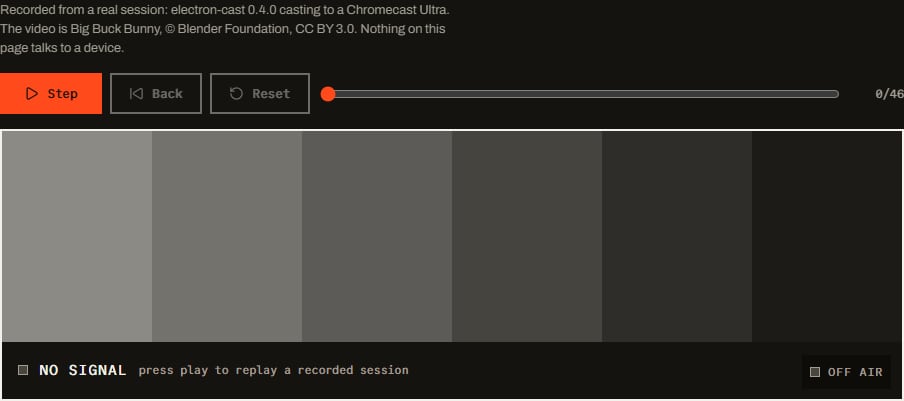 Recorded from a real session: electron-cast 0.4.0 casting to a Chromecast Ultra.
The video is Big Buck Bunny, © Blender Foundation, CC BY 3.0. Nothing on this
page talks to a device.
Step Back Reset 0/46
NO SIGNAL press play to replay a recorded session OFF AIR